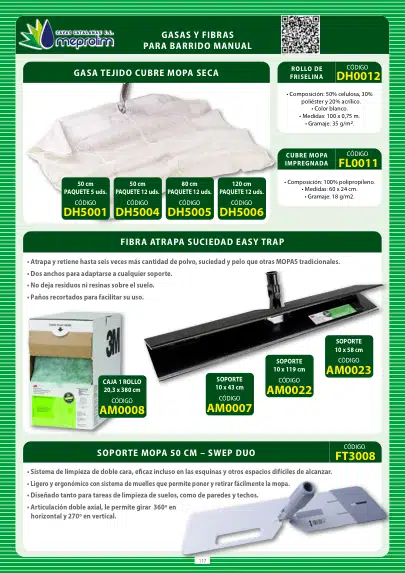 CUPES CATALANES S.L.
meprolim
GASAS Y FIBRAS
PARA BARRIDO MANUAL
GASA TEJIDO CUBRE MOPA SECA
50 cm
PAQUETE 5 uds.
CÓDIGO
DH5001
50 cm
PAQUETE 12 uds.
CÓDIGO
DH5004
80 cm
PAQUETE 12 uds.
CÓDIGO
DH5005
120 cm
PAQUETE 12 uds.
CÓDIGO
DH5006
ROLLO DE
FRISELINA
CÓDIGO
DH0012
• Composición: 50% celulosa, 30%
poliéster y 20% acrílico.
• Color blanco.
• Medidas: 100 x 0,75 m.
• Gramaje: 35 g/m².
CUBRE MOPA
IMPREGNADA
CÓDIGO
FL0011
• Composición: 100% polipropileno.
• Medidas: 60 x 24 cm.
• Gramaje: 18 g/m2.
FIBRA ATRAPA SUCIEDAD EASY TRAP
• Atrapa y retiene hasta seis veces más cantidad de polvo, suciedad y pelo que otras MOPAS tradicionales.
• Dos anchos para adaptarse a cualquier soporte.
• No deja residuos ni resinas sobre el suelo.
• Paños recortados para facilitar su uso.
3M
CAJA 1 ROLLO
20,3 x 380 cm
CÓDIGO
AM0008
SOPORTE
10 x 43 cm
CÓDIGO
AM0007
SOPORTE
10 x 119 cm
CÓDIGO
AM0022
SOPORTE
10 x 58 cm
CÓDIGO
AM0023
SOPORTE MOPA 50 CM – SWEP DUO
CÓDIGO
FT3008
• Sistema de limpieza de doble cara, eficaz incluso en las esquinas y otros espacios difíciles de alcanzar.
• Ligero y ergonómico con sistema de muelles que permite poner y retirar fácilmente la mopa.
• Diseñado tanto para tareas de limpieza de suelos, como de paredes y techos.
• Articulación doble axial, le permite girar 360º en
horizontal y 270º en vertical.
117